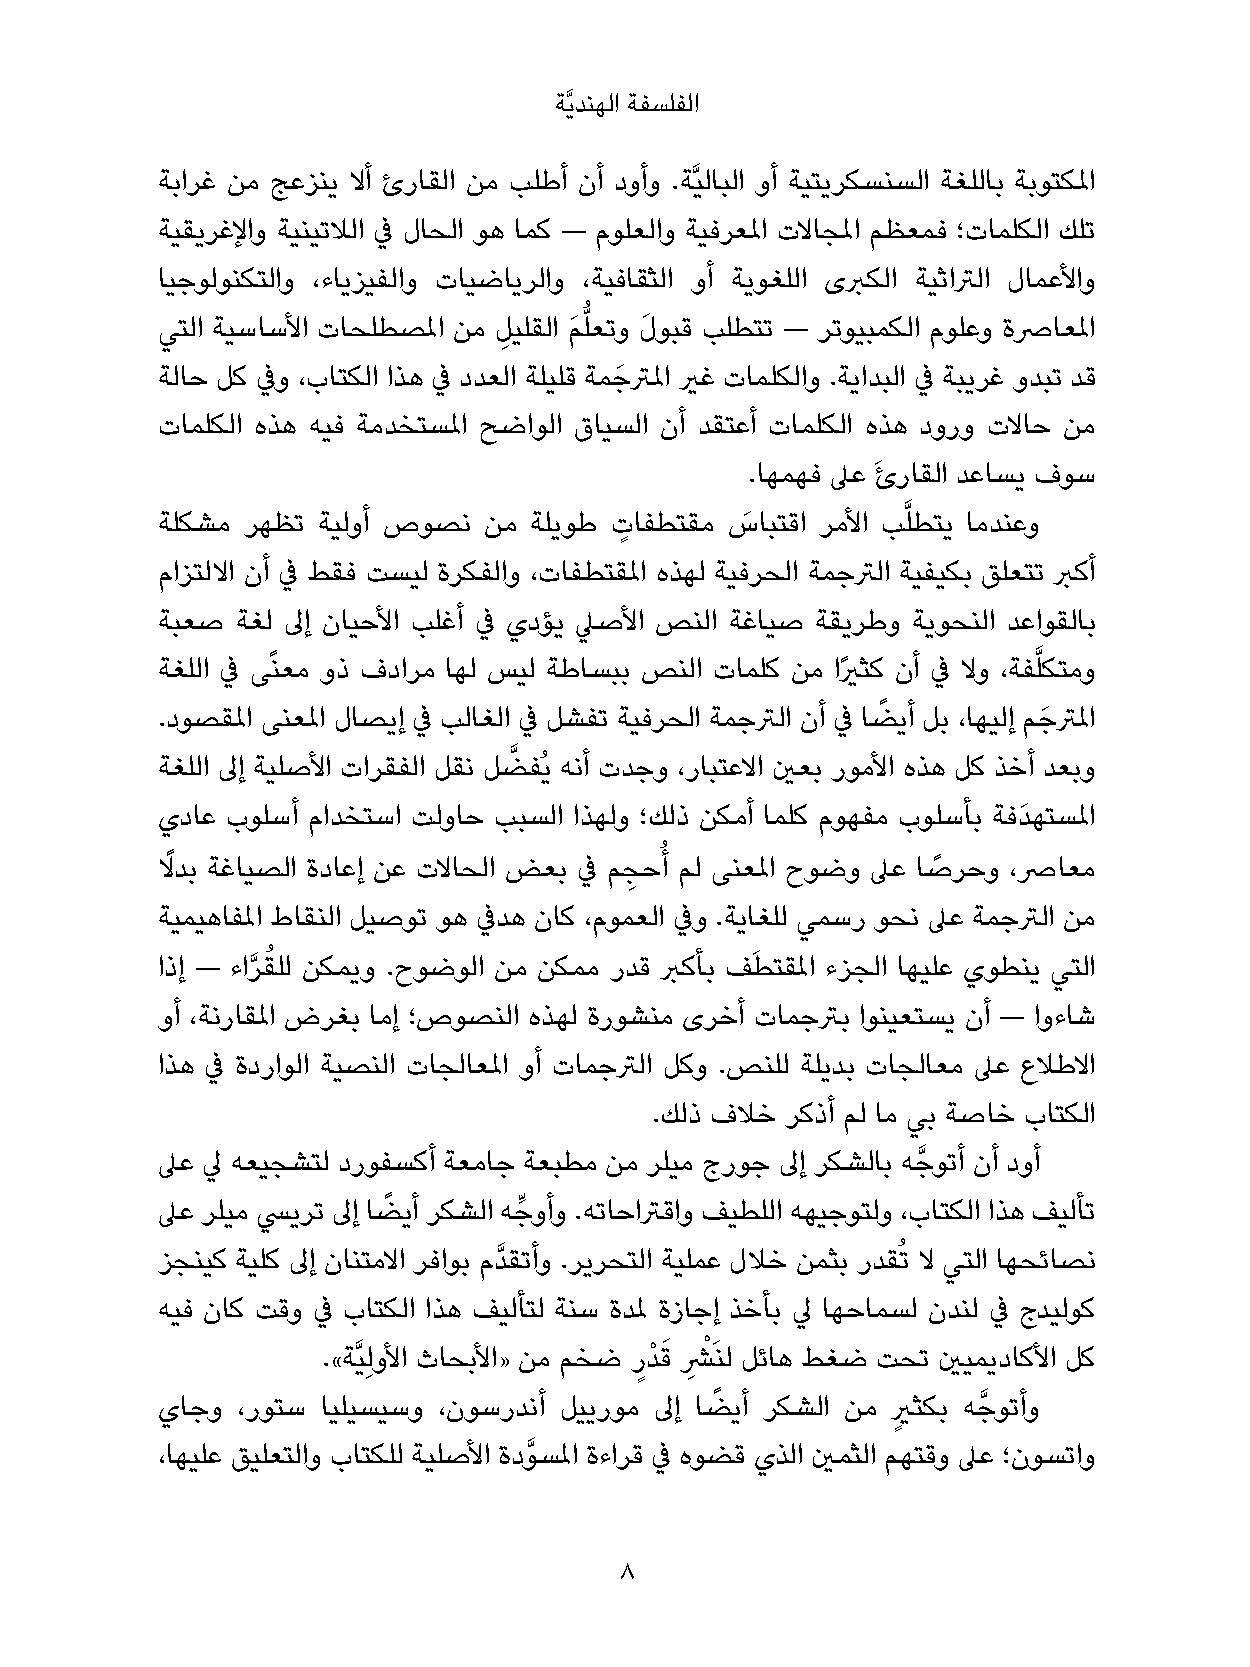 الفلسفة الهنديَّة
المكتوبة باللغة السنسكريتية أو الباليَّة. وأود أن أطلب من القارئ ألا ينزعج من غرابة
تلك الكلمات؛ فمعظم المجالات المعرفية والعلوم — كما هو الحال في اللاتينية والإغريقية
والأعمال التراثية الكبرى اللغوية أو الثقافية، والرياضيات والفيزياء، والتكنولوجيا
المعاصرة وعلوم الكمبيوتر — تتطلب قبولَ وتعلُّمَ القليلِ من المصطلحات الأساسية التي
قد تبدو غريبة في البداية. والكلمات غير المترجَمة قليلة العدد في هذا الكتاب، وفي كل حالة
من حالات ورود هذه الكلمات أعتقد أن السياق الواضح المستخدمة فيه هذه الكلمات
سوف يساعد القارئَ على فهمها.
وعندما يتطلَّب الأمر اقتباسَ مقتطفاتٍ طويلة من نصوص أولية تظهر مشكلة
أكبر تتعلق بكيفية الترجمة الحرفية لهذه المقتطفات، والفكرة ليست فقط في أن الالتزام
بالقواعد النحوية وطريقة صياغة النص الأصلي يؤدي في أغلب الأحيان إلى لغة صعبة
ومتكلَّفة، ولا في أن كثيرًا من كلمات النص ببساطة ليس لها مرادف ذو معنًى في اللغة
المترجَم إليها، بل أيضًا في أن الترجمة الحرفية تفشل في الغالب في إيصال المعنى المقصود.
وبعد أخذ كل هذه الأمور بعين الاعتبار، وجدت أنه يُفضَّل نقل الفقرات الأصلية إلى اللغة
المستهدَفة بأسلوب مفهوم كلما أمكن ذلك؛ ولهذا السبب حاولت استخدام أسلوب عادي
معاصر، وحرصًا على وضوح المعنى لم أُحجِم في بعض الحالات عن إعادة الصياغة بدلًا
من الترجمة على نحو رسمي للغاية. وفي العموم، كان هدفي هو توصيل النقاط المفاهيمية
التي ينطوي عليها الجزء المقتطَف بأكبر قدر ممكن من الوضوح. ويمكن للقُرَّاء — إذا
شاءوا — أن يستعينوا بترجمات أخرى منشورة لهذه النصوص؛ إما بغرض المقارنة، أو
الاطلاع على معالجات بديلة للنص. وكل الترجمات أو المعالجات النصية الواردة في هذا
الكتاب خاصة بي ما لم أذكر خلاف ذلك.
أود أن أتوجَّه بالشكر إلى جورج ميلر من مطبعة جامعة أكسفورد لتشجيعه لي على
تأليف هذا الكتاب، ولتوجيهه اللطيف واقتراحاته. وأوجِّه الشكر أيضًا إلى تريسي ميلر على
نصائحها التي لا تُقدر بثمن خلال عملية التحرير. وأتقدَّم بوافر الامتنان إلى كلية كينجز
كوليدج في لندن لسماحها لي بأخذ إجازة لمدة سنة لتأليف هذا الكتاب في وقت كان فيه
كل الأكاديميين تحت ضغط هائل لنَشْرِ قَدْرٍ ضخم من «الأبحاث الأوليَّة».
وأتوجَّه بكثيرٍ من الشكر أيضًا إلى مورييل أندرسون، وسيسيليا ستور، وجاي
واتسون؛ على وقتهم الثمين الذي قضوه في قراءة المسوَّدة الأصلية للكتاب والتعليق عليها،
٨